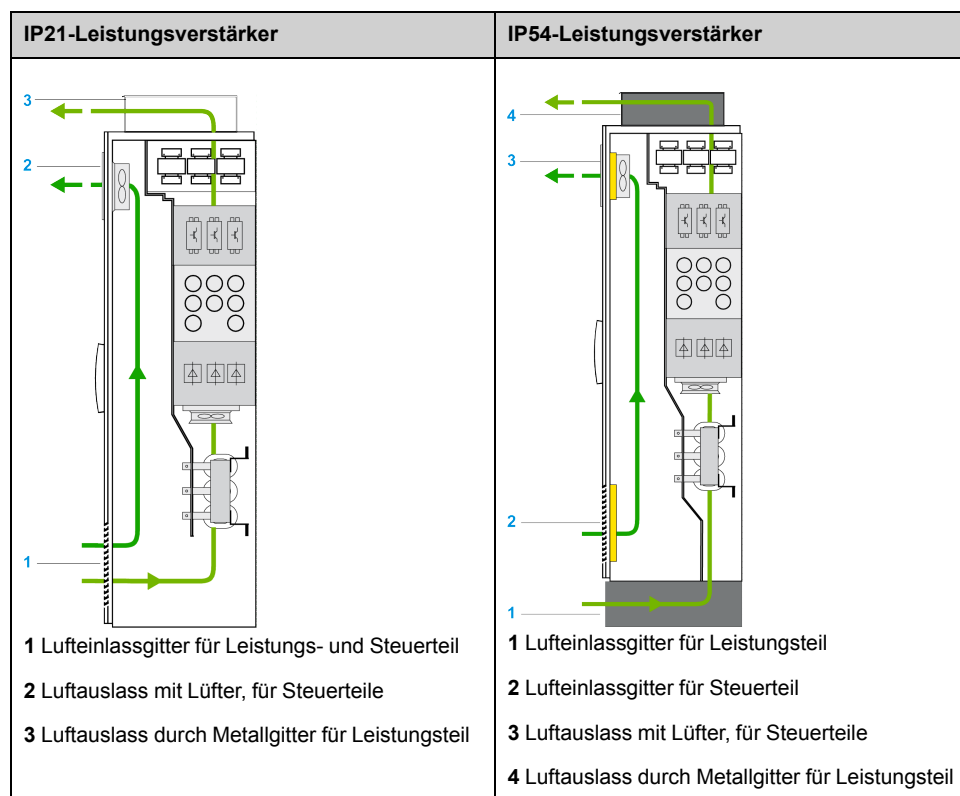 IP21-Leistungsverstärker
3
2
1
1 Lufteinlassgitter für Leistungs- und Steuerteil
2 Luftauslass mit Lüfter, für Steuerteile
3 Luftauslass durch Metallgitter für Leistungsteil
IP54-Leistungsverstärker
4
3
2
1
1 Lufteinlassgitter für Leistungsteil
2 Lufteinlassgitter für Steuerteil
3 Luftauslass mit Lüfter, für Steuerteile
4 Luftauslass durch Metallgitter für Leistungsteil